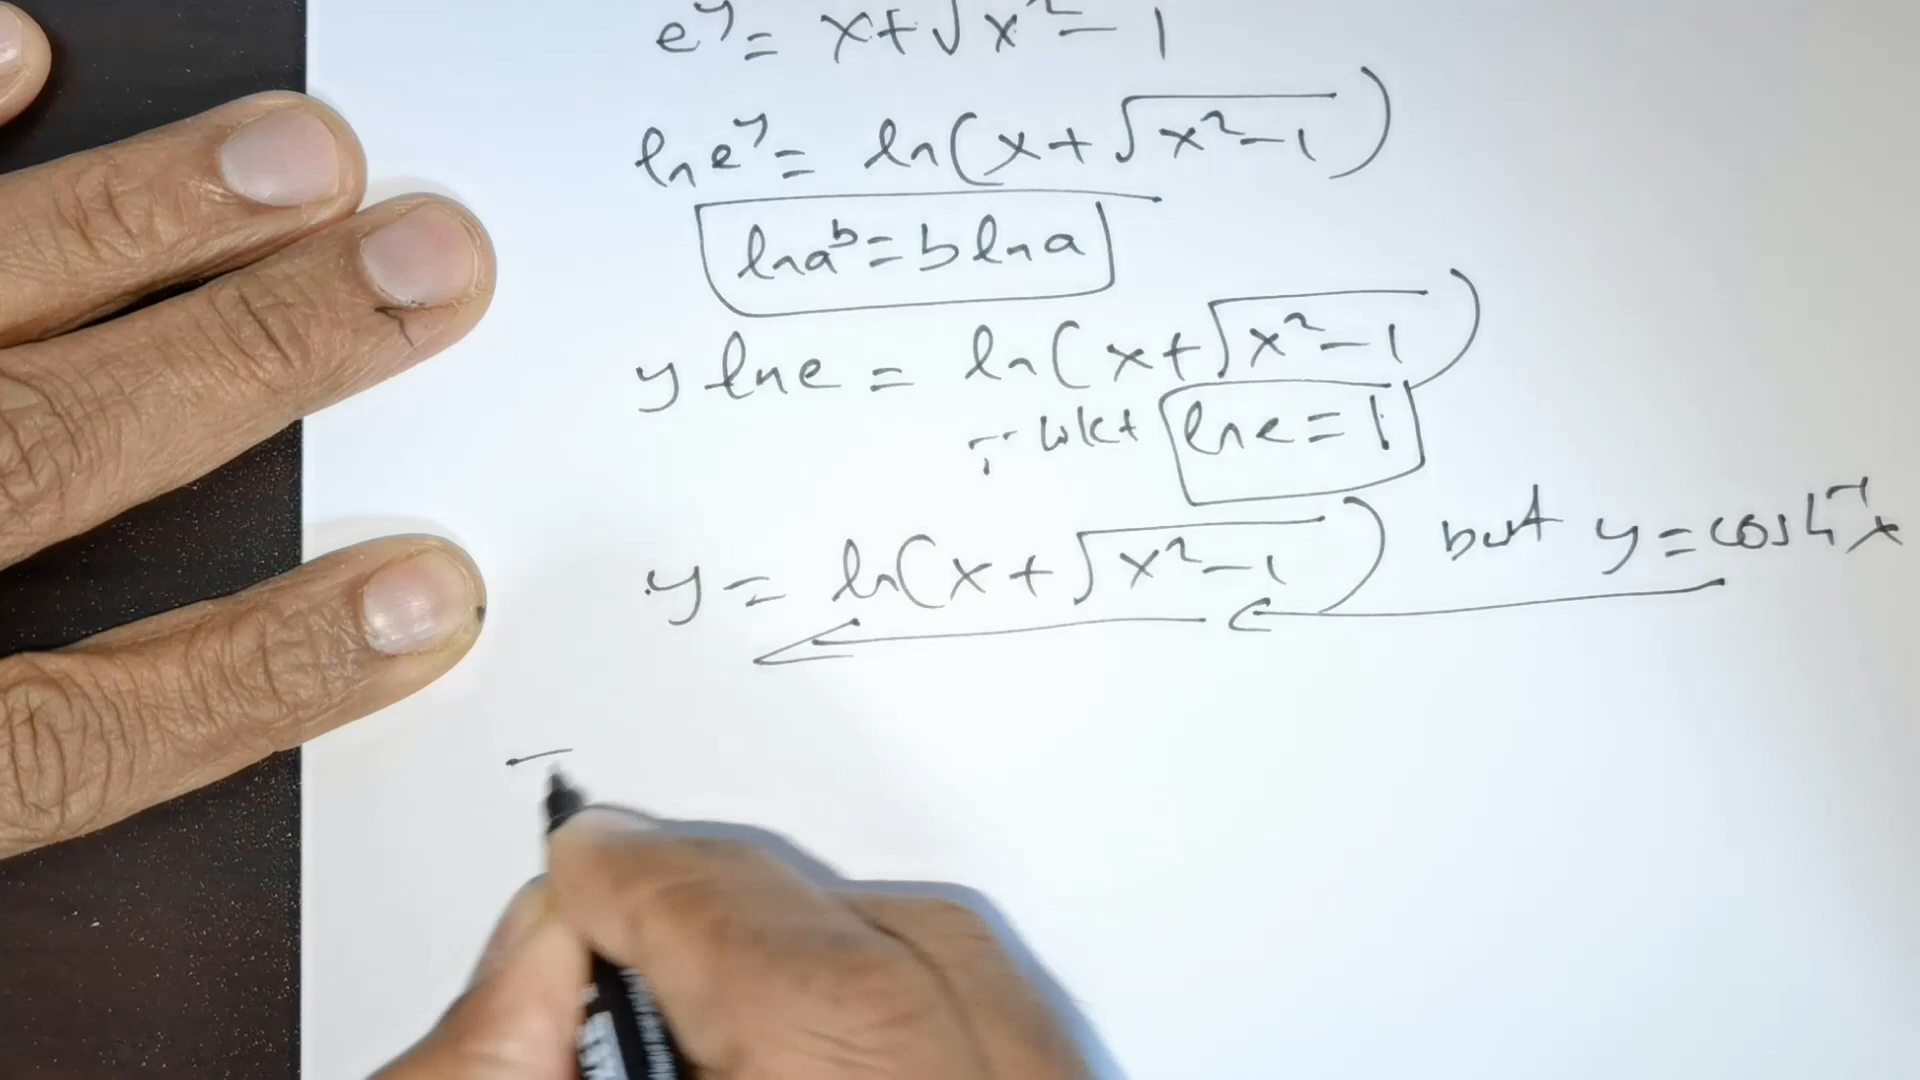 e^y = x+√x²-1
ln e^y = ln(x+√x²-1)
ln a^b = b ln a
y ln e = ln(x+√x²-1)
∵ wkt ln e = 1
y = ln(x+√x²-1) but y = cosh⁻¹x